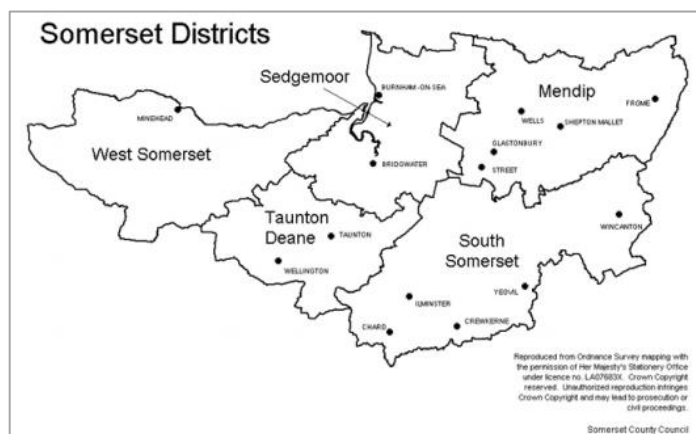 Somerset Districts
Sedgemoor
BURNHAM-ON-SEA
Mendip
FROME
MINEHEAD
WELLS
SHEPTON MALLET
West Somerset
GLASTONBURY
BRIDGWATER
STREET
Taunton
Deane
TAUNTON
WINCANTON
South
Somerset
WELLINGTON
YEOVIL
ILMINSTER
CHARD
CREWKERNE
Reproduced from Ordnance Survey mapping with
the permission of Her Majesty's Stationery Office
under licence no. LA07683X. Crown Copyright
reserved. Unauthorized reproduction infringes
Crown Copyright and may lead to prosecution or
civil proceedings.
Somerset County Council